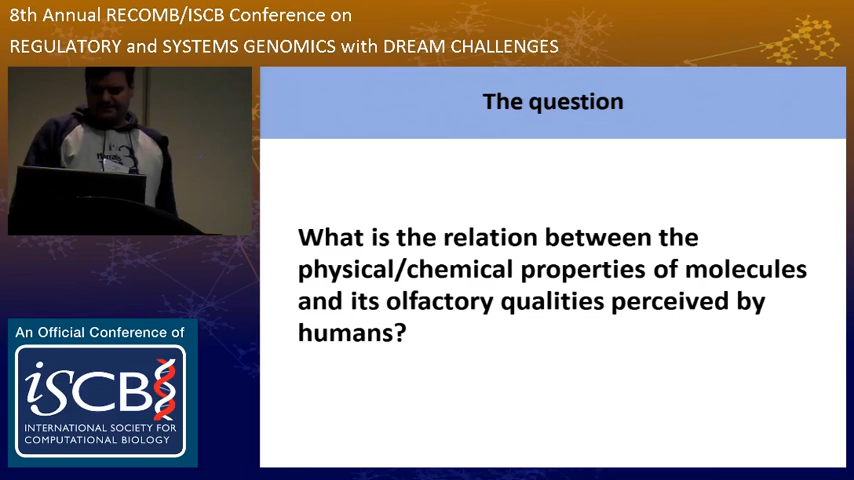 8th Annual RECOMB/ISCB Conference on
REGULATORY and SYSTEMS GENOMICS with DREAM CHALLENGES
The question
What is the relation between the
physical/chemical properties of molecules
and its olfactory qualities perceived by
humans?
An Official Conference of
iSCB
INTERNATIONAL SOCIETY FOR
COMPUTATIONAL BIOLOGY